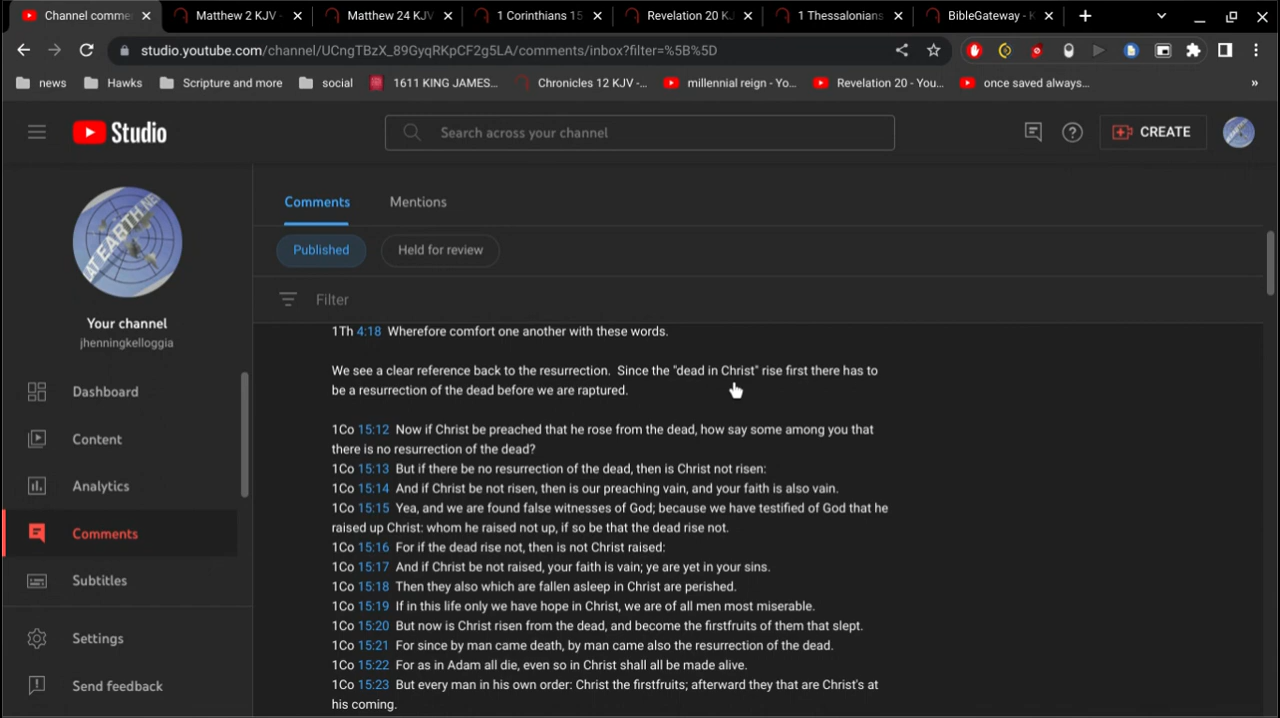 Channel comme
Matthew 2 KJV -
Matthew 24 KJV
1 Corinthians 15
Revelation 20 KJ
1 Thessalonians
BibleGateway - K
studio.youtube.com/channel/UCngTBzX_89GyqRKpCF2g5LA/comments/inbox?filter=%5B%5D
news
Hawks
Scripture and more
social
1611 KING JAMES...
Chronicles 12 KJV -...
millennial reign - Yo...
Revelation 20 - You...
once saved always...
»
Studio
Search across your channel
CREATE
AT EARTH NE
Your channel
jhenningkelloggia
Dashboard
Content
Analytics
Comments
Subtitles
Settings
Send feedback
Comments
Mentions
Published
Held for review
Filter
1Th 4:18 Wherefore comfort one another with these words.
We see a clear reference back to the resurrection. Since the "dead in Christ" rise first there has to
be a resurrection of the dead before we are raptured.
1Co 15:12 Now if Christ be preached that he rose from the dead, how say some among you that
there is no resurrection of the dead?
1Co 15:13 But if there be no resurrection of the dead, then is Christ not risen:
1Co 15:14 And if Christ be not risen, then is our preaching vain, and your faith is also vain.
1Co 15:15 Yea, and we are found false witnesses of God; because we have testified of God that he
raised up Christ: whom he raised not up, if so be that the dead rise not.
1Co 15:16 For if the dead rise not, then is not Christ raised:
1Co 15:17 And if Christ be not raised, your faith is vain; ye are yet in your sins.
1Co 15:18 Then they also which are fallen asleep in Christ are perished.
1Co 15:19 If in this life only we have hope in Christ, we are of all men most miserable.
1Co 15:20 But now is Christ risen from the dead, and become the firstfruits of them that slept.
1Co 15:21 For since by man came death, by man came also the resurrection of the dead.
1Co 15:22 For as in Adam all die, even so in Christ shall all be made alive.
1Co 15:23 But every man in his own order: Christ the firstfruits; afterward they that are Christ's at
his coming.